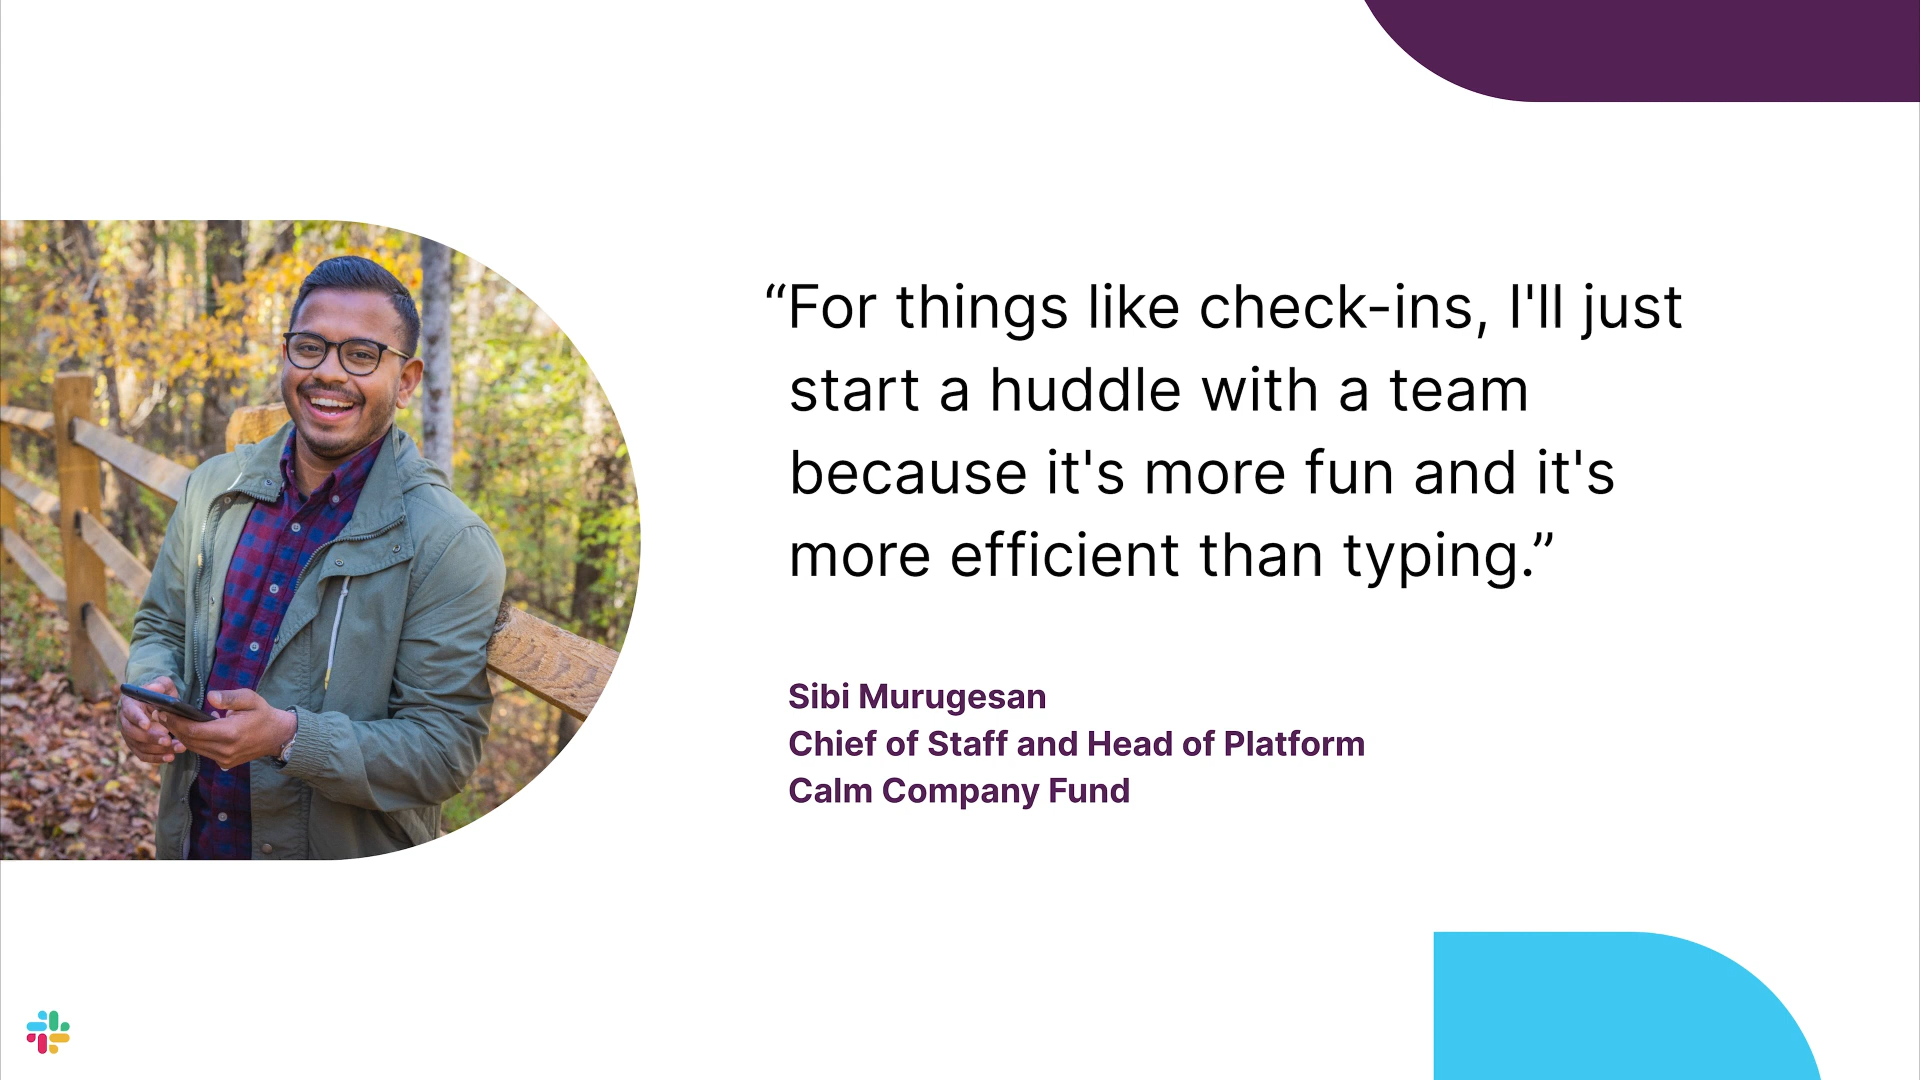 “For things like check-ins, I'll just
start a huddle with a team
because it's more fun and it's
more efficient than typing.”
Sibi Murugesan
Chief of Staff and Head of Platform
Calm Company Fund